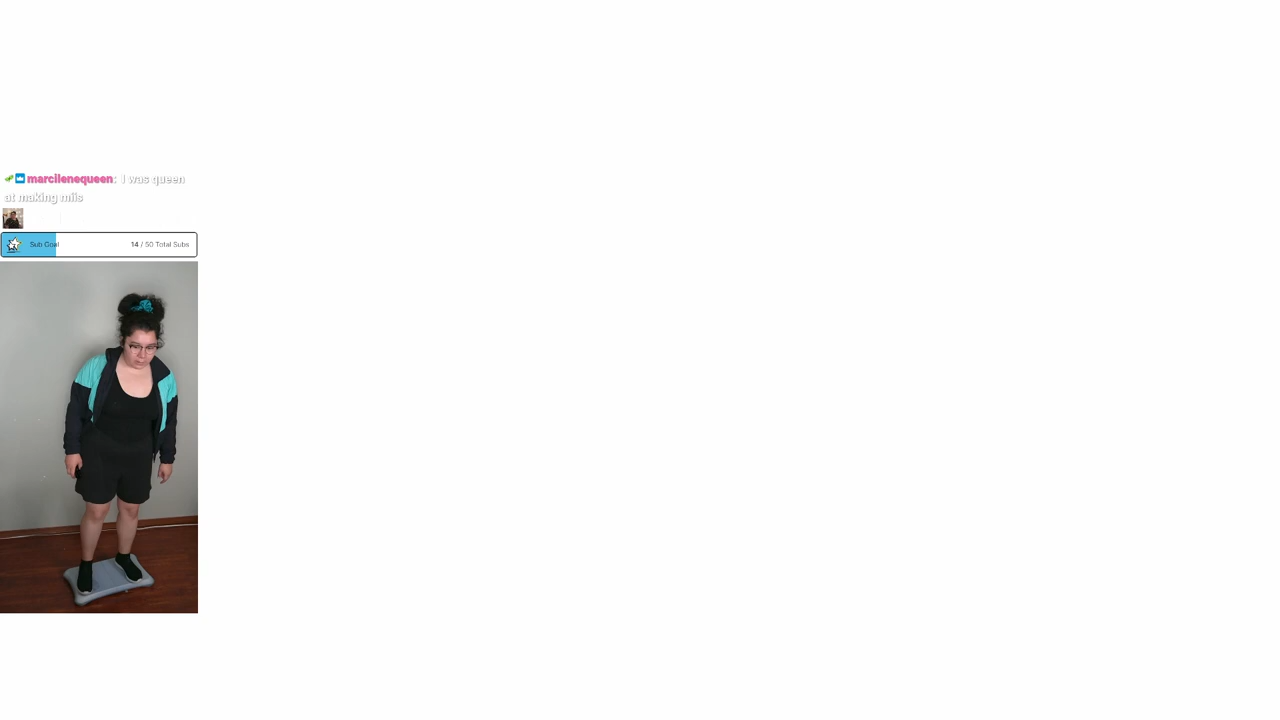 marcilenequeen: I was queen
at making miis
Sub Goal 14 / 50 Total Subs